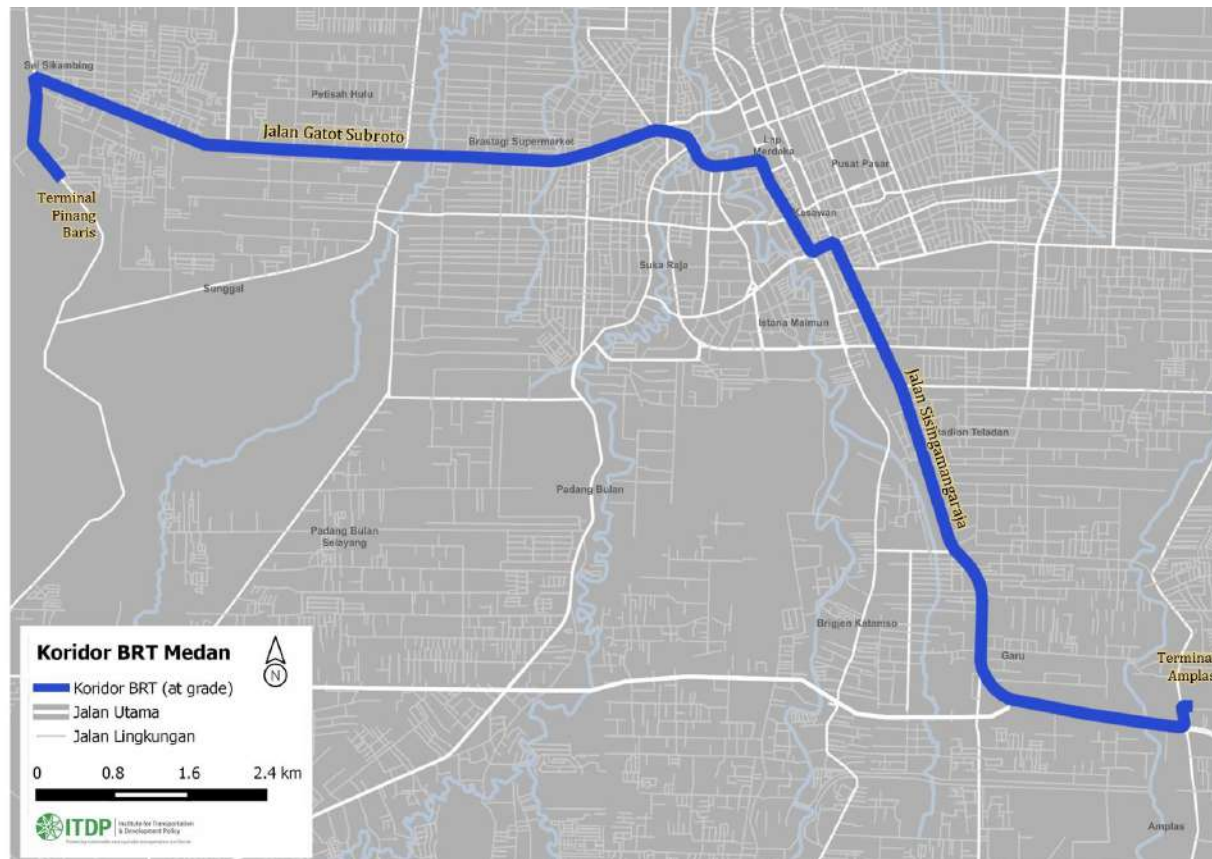 Sei Sikambing
Petisah Hulu
Jalan Gatot Subroto
Brastagi Supermarket
Lap
Merdeka
Pusat Pasar
Terminal
Pinang
Baris
Kesawan
Suka Raja
Sunggal
Istana Maimun
Jalan Sisingamangaraja
Stadion Teladan
Padang Bulan
Padang Bulan
Selayang
Brigjen Katamso
Garu
Terminal
Amplas
Amplas
Koridor BRT Medan
N
Koridor BRT (at grade)
Jalan Utama
Jalan Lingkungan
0 0.8 1.6 2.4 km
ITDP
Institute for Transportation
& Development Policy